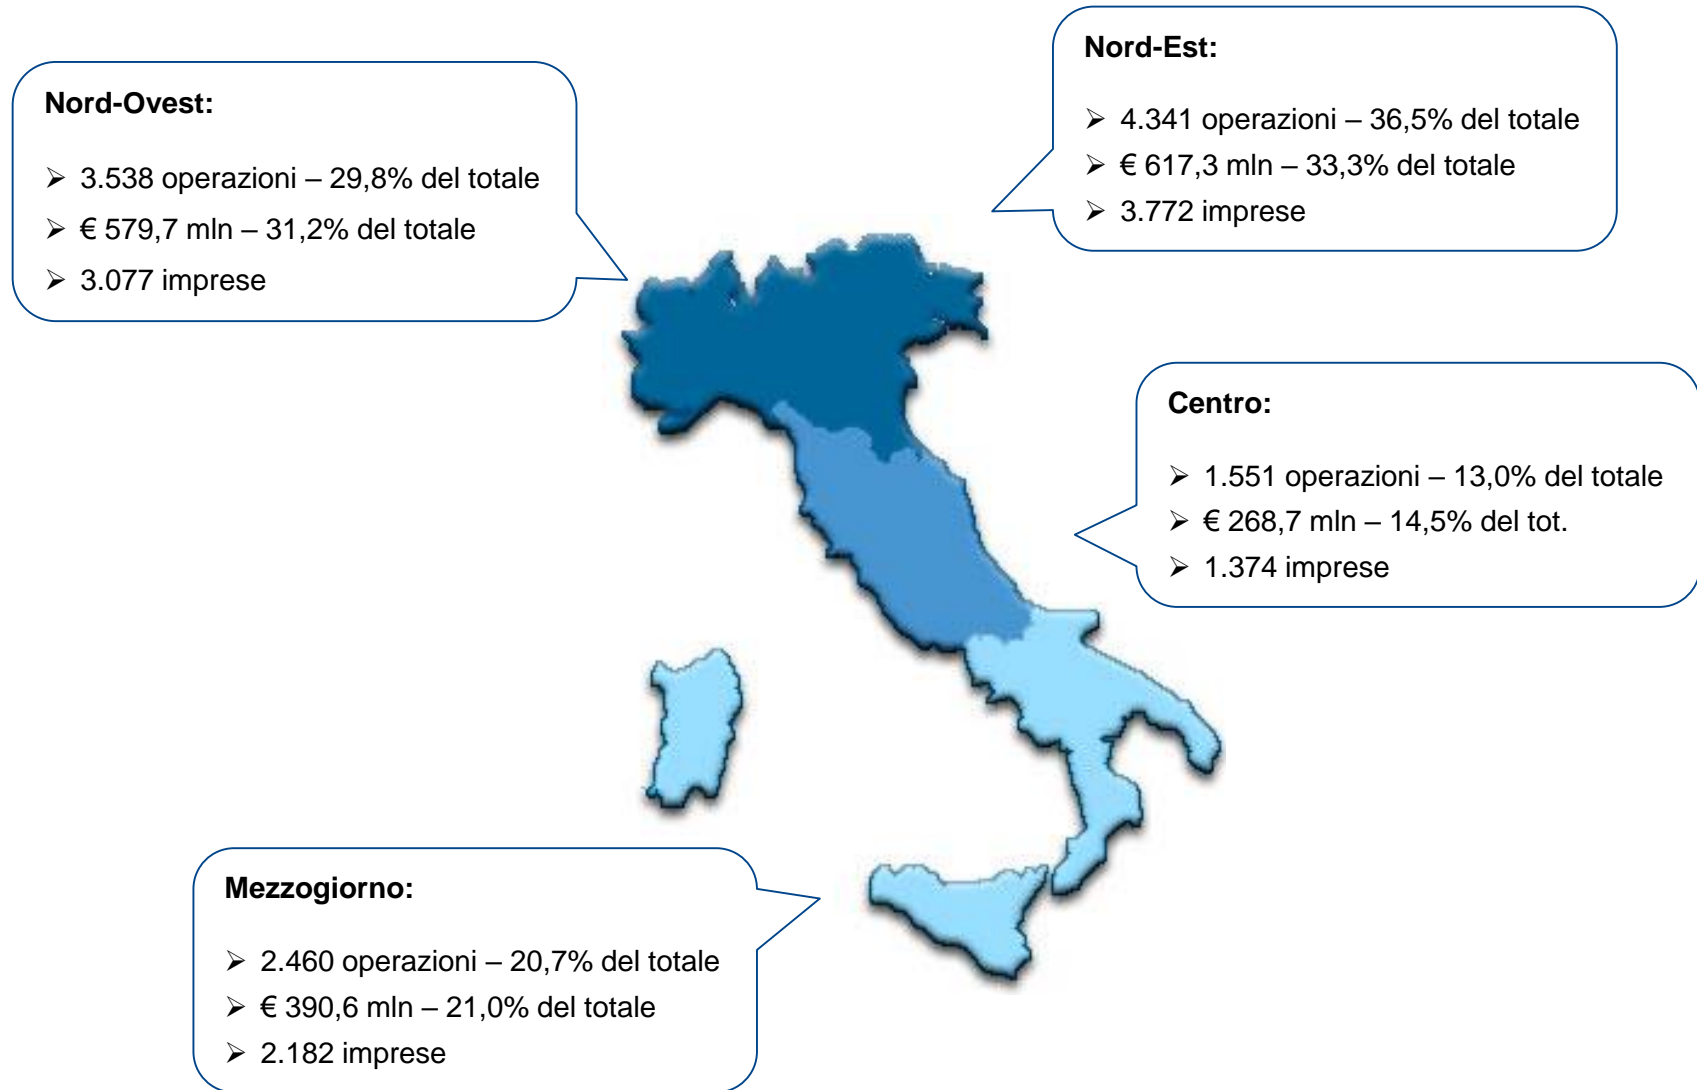 Nord-Ovest:
➢ 3.538 operazioni – 29,8% del totale
➢ € 579,7 mln – 31,2% del totale
➢ 3.077 imprese
Nord-Est:
➢ 4.341 operazioni – 36,5% del totale
➢ € 617,3 mln – 33,3% del totale
➢ 3.772 imprese
Centro:
➢ 1.551 operazioni – 13,0% del totale
➢ € 268,7 mln – 14,5% del tot.
➢ 1.374 imprese
Mezzogiorno:
➢ 2.460 operazioni – 20,7% del totale
➢ € 390,6 mln – 21,0% del totale
➢ 2.182 imprese